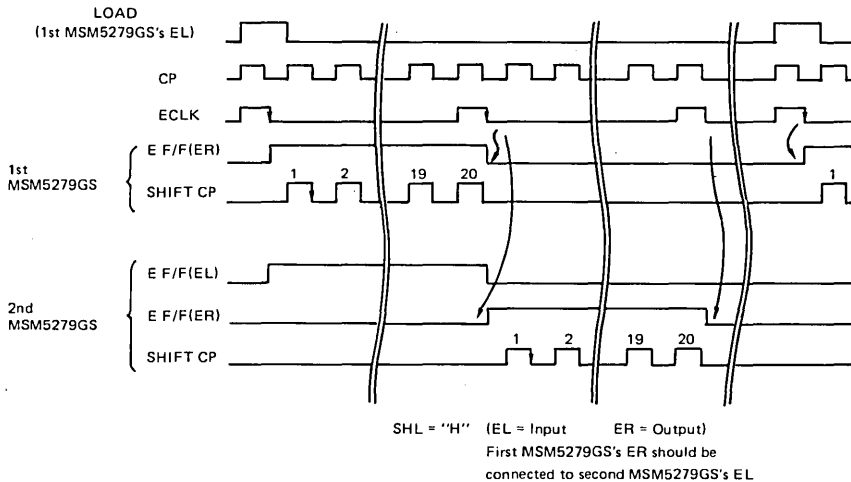 LOAD
(1st MSM5279GS's EL)
CP
ECLK
1st
MSM5279GS
E F/F(ER)
SHIFT CP
1 2 19 20 1
2nd
MSM5279GS
E F/F(EL)
E F/F(ER)
SHIFT CP
1 2 19 20
SHL = "H" (EL = Input ER = Output)
First MSM5279GS's ER should be
connected to second MSM5279GS's EL